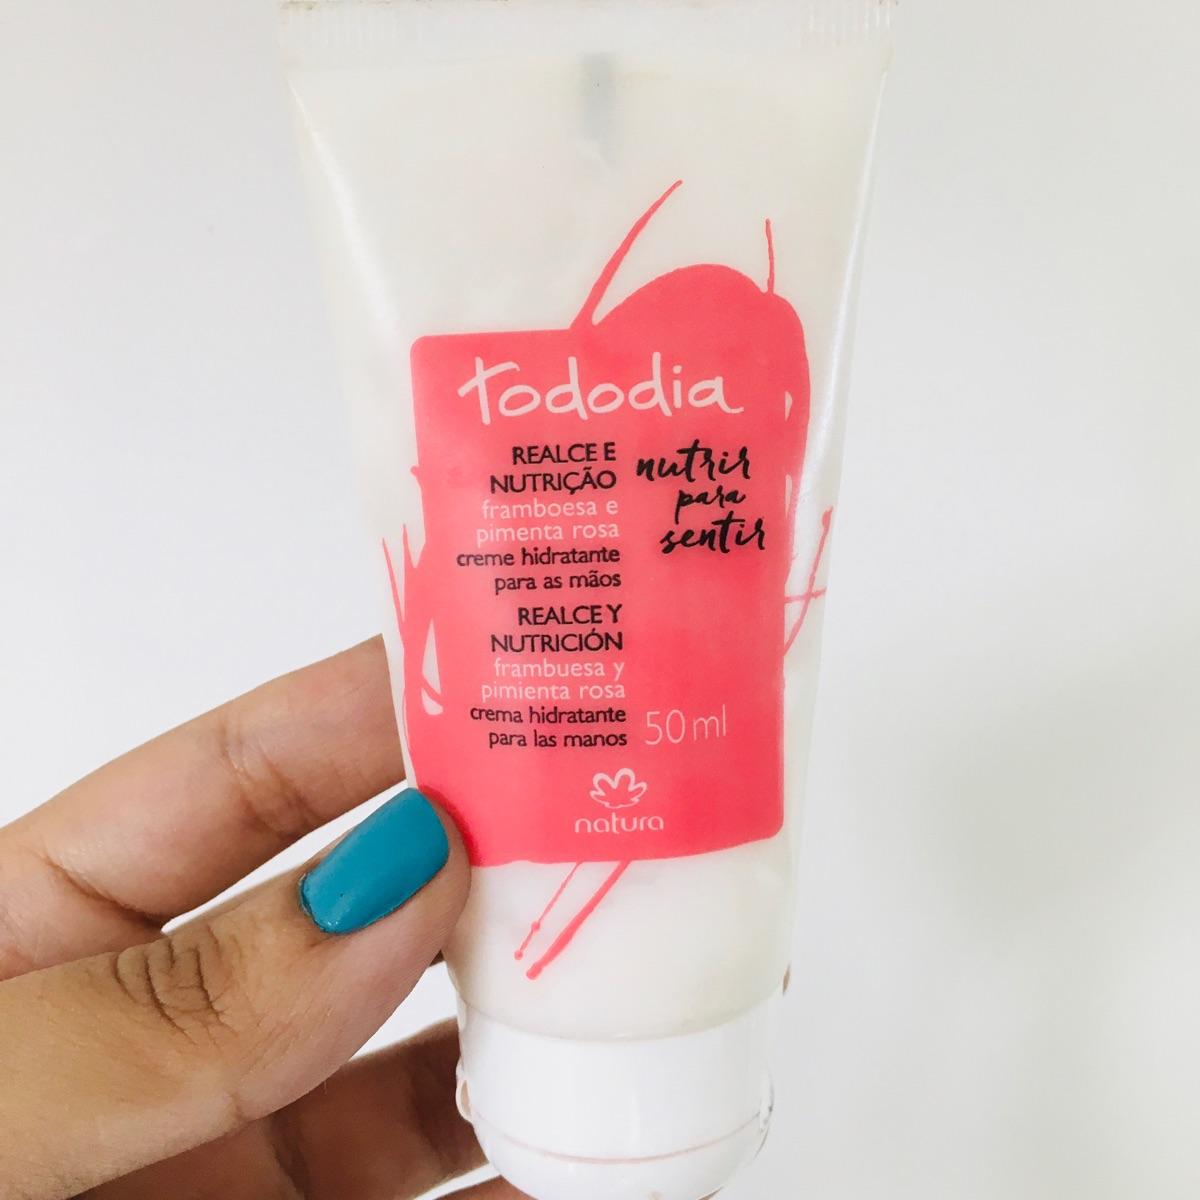 tododia
REALCE E
NUTRIÇÃO
framboesa e
pimenta rosa
creme hidratante
para as mãos
nutrir
para
sentir
REALCE Y
NUTRICIÓN
frambuesa y
pimienta rosa
crema hidratante
para las manos
50 ml
natura